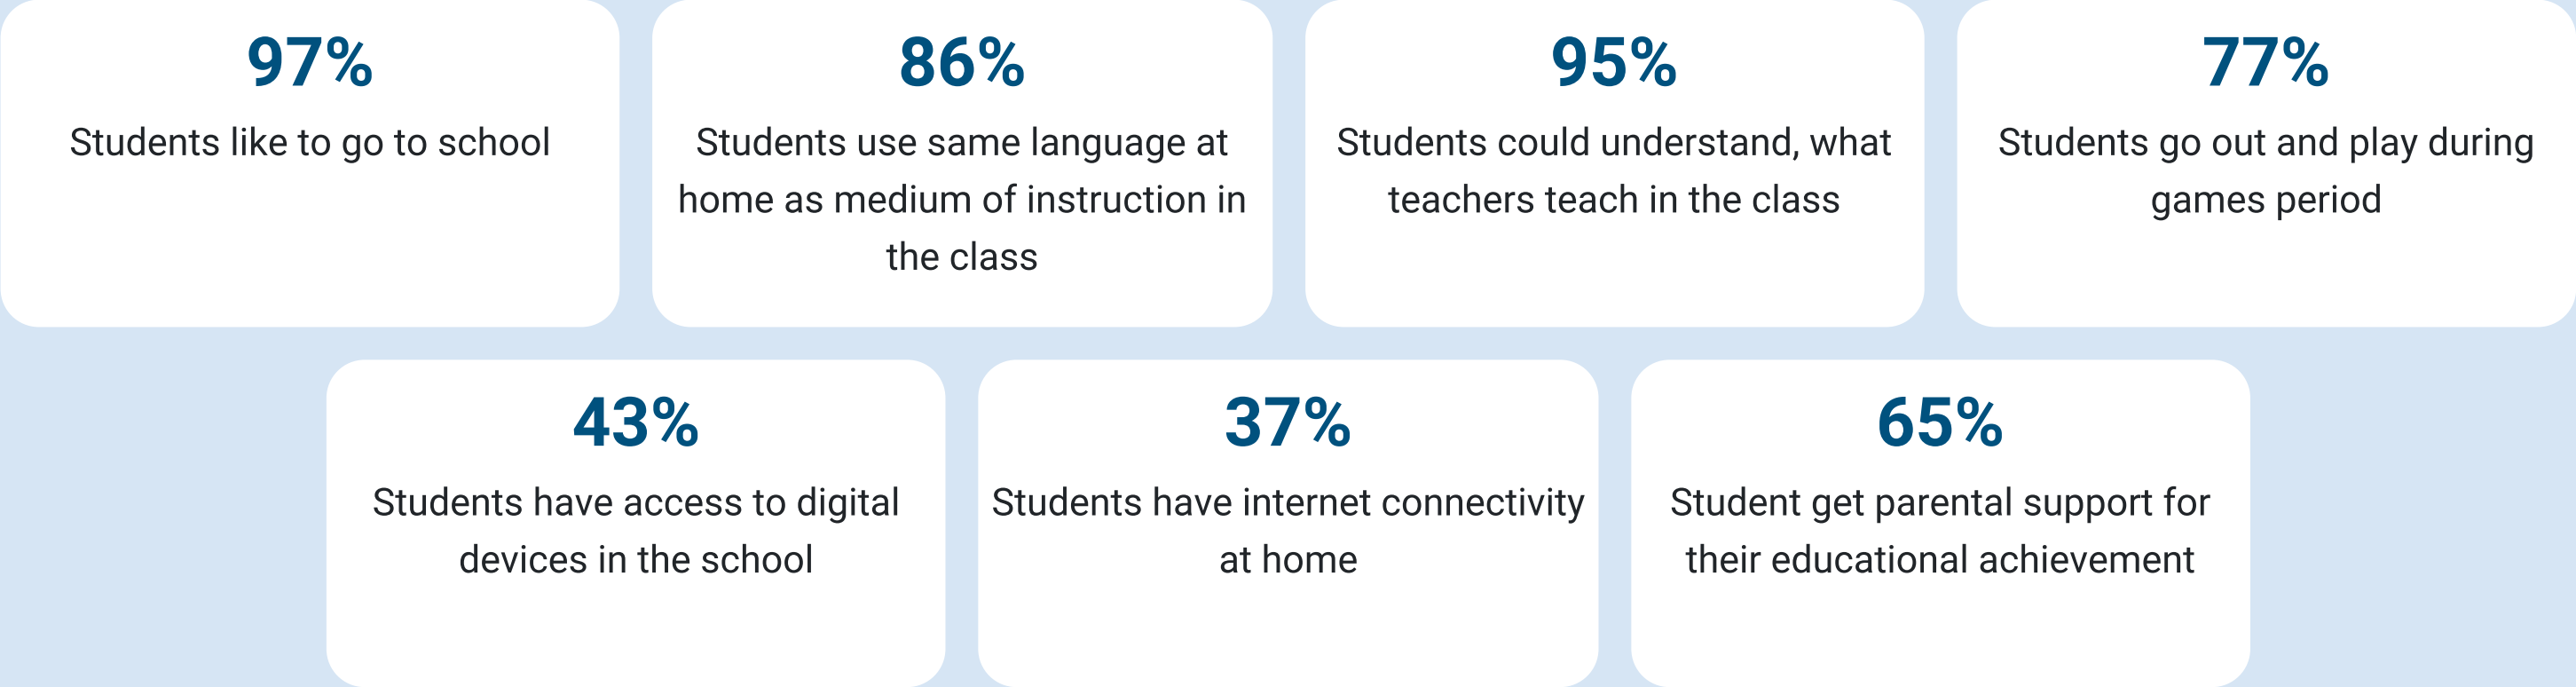 97%
Students like to go to school
86%
Students use same language at
home as medium of instruction in
the class
95%
Students could understand, what
teachers teach in the class
77%
Students go out and play during
games period
43%
Students have access to digital
devices in the school
37%
Students have internet connectivity
at home
65%
Student get parental support for
their educational achievement